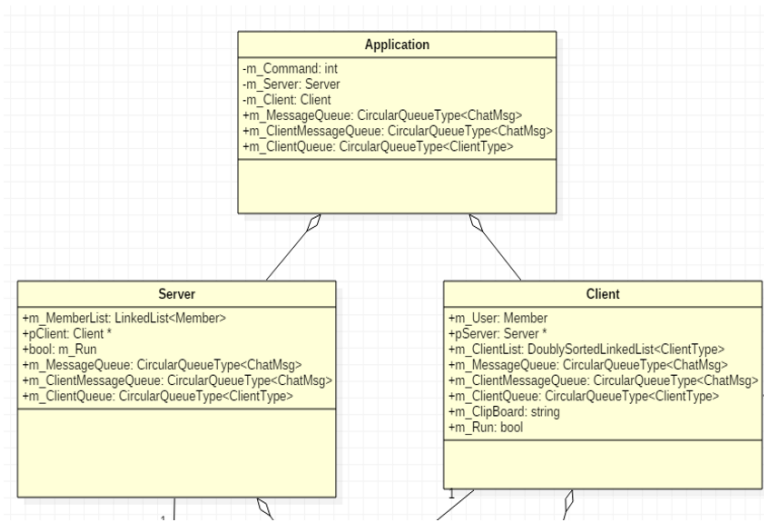 Application
-m_Command: int
-m_Server: Server
-m_Client: Client
+m_MessageQueue: CircularQueueType<ChatMsg>
+m_ClientMessageQueue: CircularQueueType<ChatMsg>
+m_ClientQueue: CircularQueueType<ClientType>
Server
+m_MemberList: LinkedList<Member>
+pClient: Client *
+bool: m_Run
+m_MessageQueue: CircularQueueType<ChatMsg>
+m_ClientMessageQueue: CircularQueueType<ChatMsg>
+m_ClientQueue: CircularQueueType<ClientType>
Client
+m_User: Member
+pServer: Server *
+m_ClientList: DoublySortedLinkedList<ClientType>
+m_MessageQueue: CircularQueueType<ChatMsg>
+m_ClientMessageQueue: CircularQueueType<ChatMsg>
+m_ClientQueue: CircularQueueType<ClientType>
+m_ClipBoard: string
+m_Run: bool
1